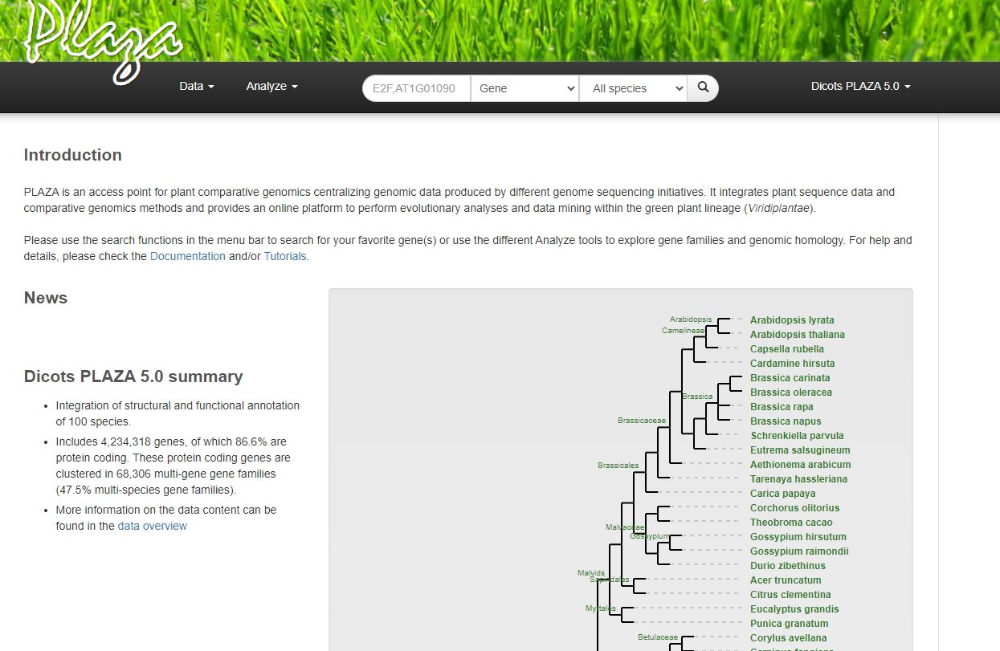 Plaza
Data
Analyze
E2F,AT1G01090
Gene
All species
Dicots PLAZA 5.0
Introduction
PLAZA is an access point for plant comparative genomics centralizing genomic data produced by different genome sequencing initiatives. It integrates plant sequence data and
comparative genomics methods and provides an online platform to perform evolutionary analyses and data mining within the green plant lineage (Viridiplantae).
Please use the search functions in the menu bar to search for your favorite gene(s) or use the different Analyze tools to explore gene families and genomic homology. For help and
details, please check the Documentation and/or Tutorials.
News
Dicots PLAZA 5.0 summary
• Integration of structural and functional annotation
of 100 species.
• Includes 4,234,318 genes, of which 86.6% are
protein coding. These protein coding genes are
clustered in 68,306 multi-gene gene families
(47.5% multi-species gene families).
• More information on the data content can be
found in the data overview
Arabidopsis
Camelineae
Brassica
Brassicaceae
Brassicales
Malvaceae
Gossypium
Malvids
Sapindales
Myrtales
Betulaceae
Arabidopsis lyrata
Arabidopsis thaliana
Capsella rubella
Cardamine hirsuta
Brassica carinata
Brassica oleracea
Brassica rapa
Brassica napus
Schrenkiella parvula
Eutrema salsugineum
Aethionema arabicum
Tarenaya hassleriana
Carica papaya
Corchorus olitorius
Theobroma cacao
Gossypium hirsutum
Gossypium raimondii
Durio zibethinus
Acer truncatum
Citrus clementina
Eucalyptus grandis
Punica granatum
Corylus avellana